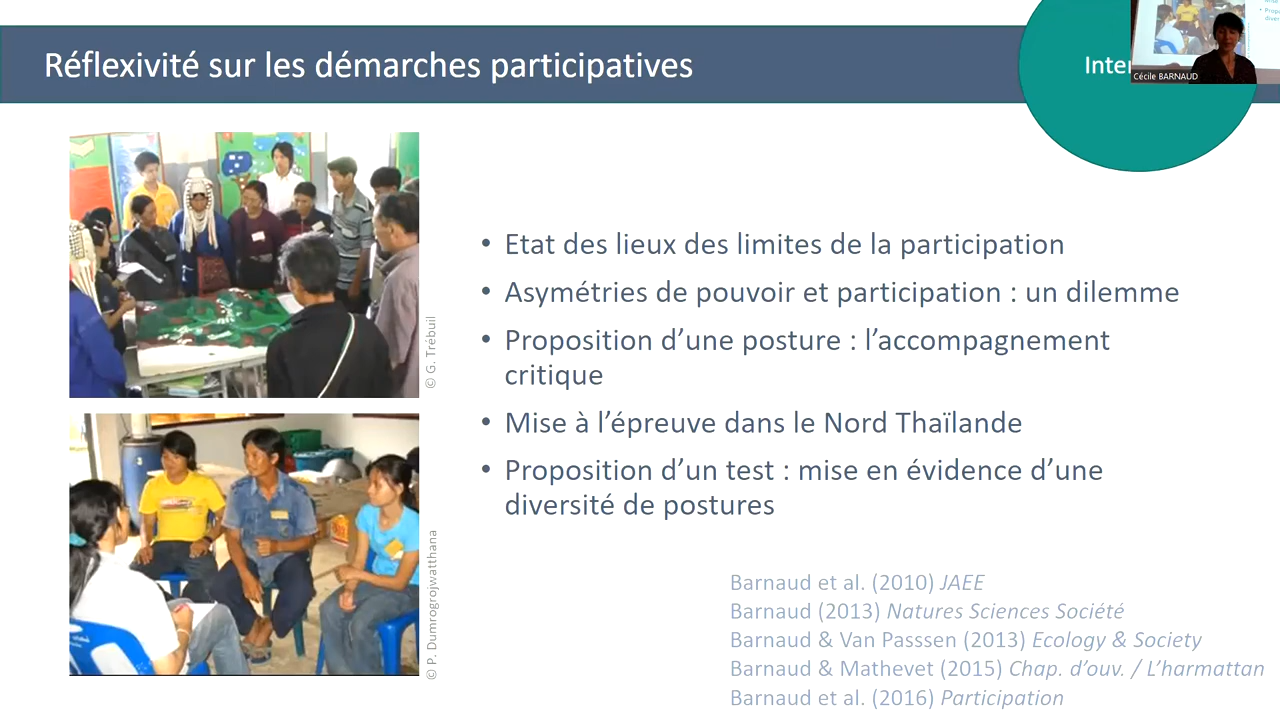 Réflexivité sur les démarches participatives
Inter
Cécile BARNAUD
• Etat des lieux des limites de la participation
• Asymétries de pouvoir et participation : un dilemme
• Proposition d’une posture : l’accompagnement
critique
• Mise à l’épreuve dans le Nord Thaïlande
• Proposition d’un test : mise en évidence d’une
diversité de postures
© G. Trébuil
© P. Dumrogrojwatthana
Barnaud et al. (2010) JAEE
Barnaud (2013) Natures Sciences Société
Barnaud & Van Passsen (2013) Ecology & Society
Barnaud & Mathevet (2015) Chap. d’ouv. / L’harmattan
Barnaud et al. (2016) Participation